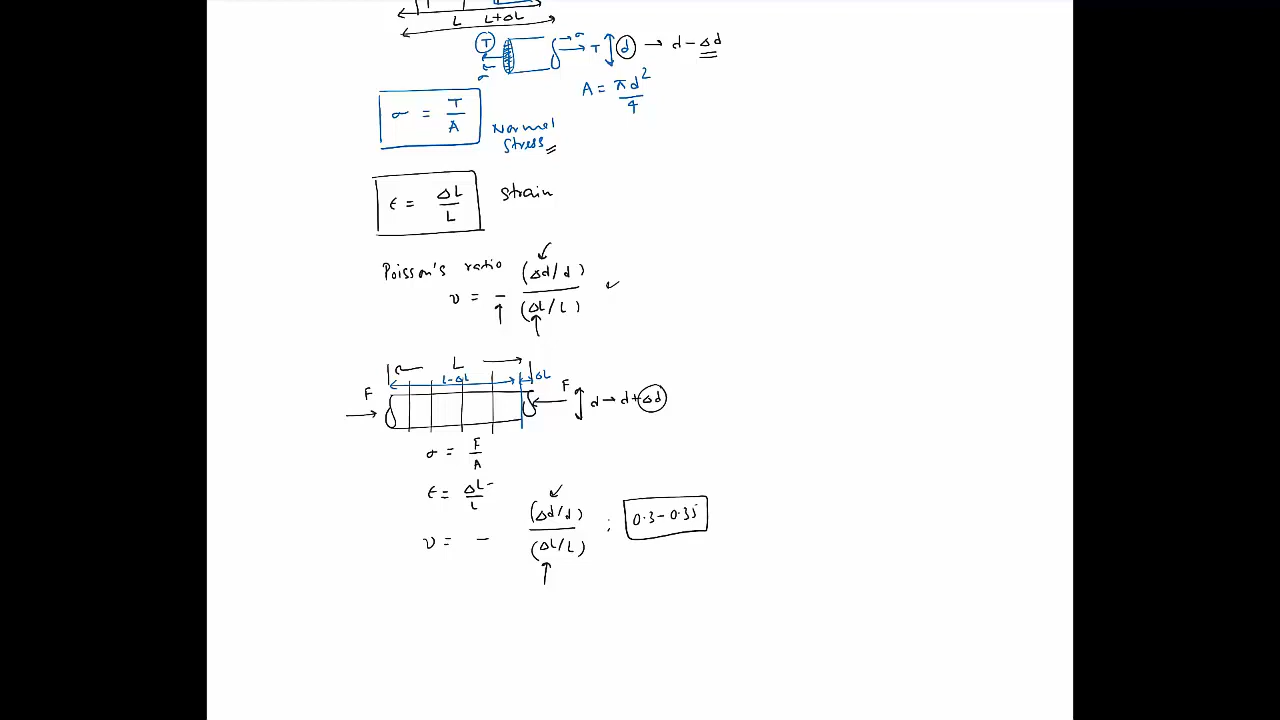 L L+ΔL
T σ T d → d-Δd
σ
A = πd²/4
σ = T/A Normal Stress
ε = ΔL/L Strain
Poisson's ratio
ν = - (Δd/d)/(ΔL/L)
L
L-ΔL ΔL
F F d → d+Δd
σ = F/A
ε = ΔL/L
ν = - (Δd/d)/(ΔL/L) ; 0.3-0.35